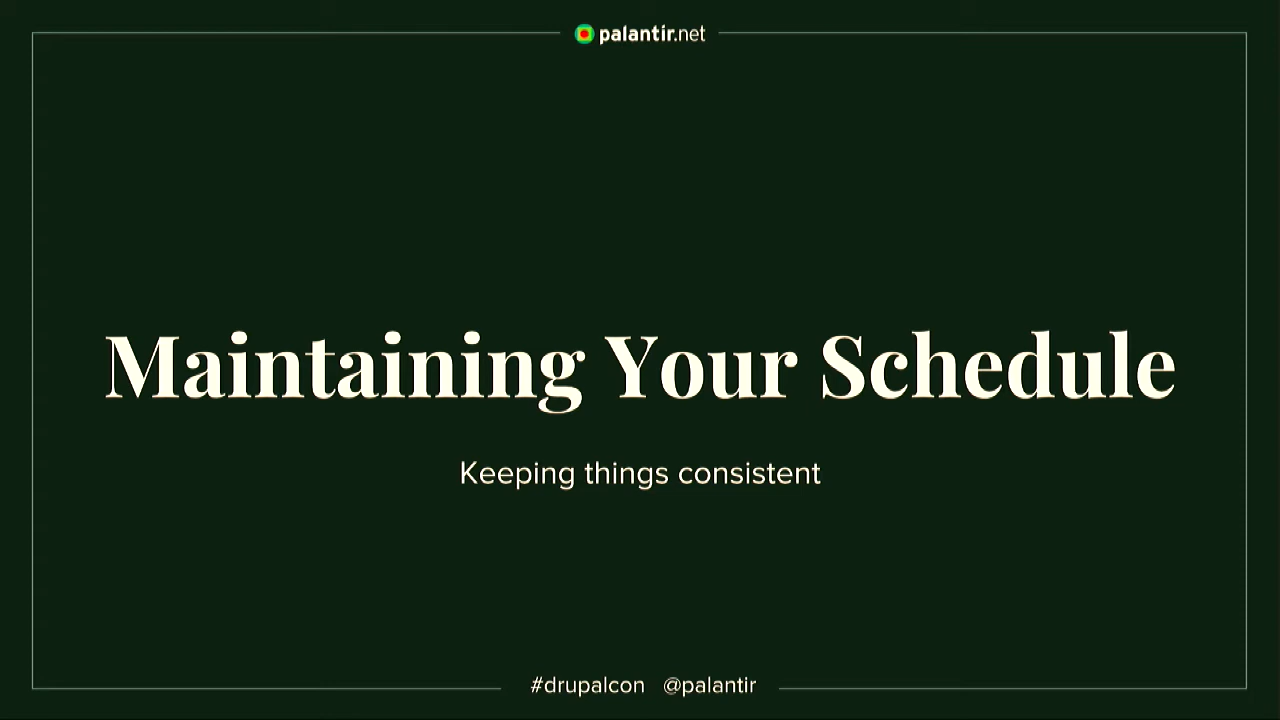 palantir.net
Maintaining Your Schedule
Keeping things consistent
#drupalcon @palantir